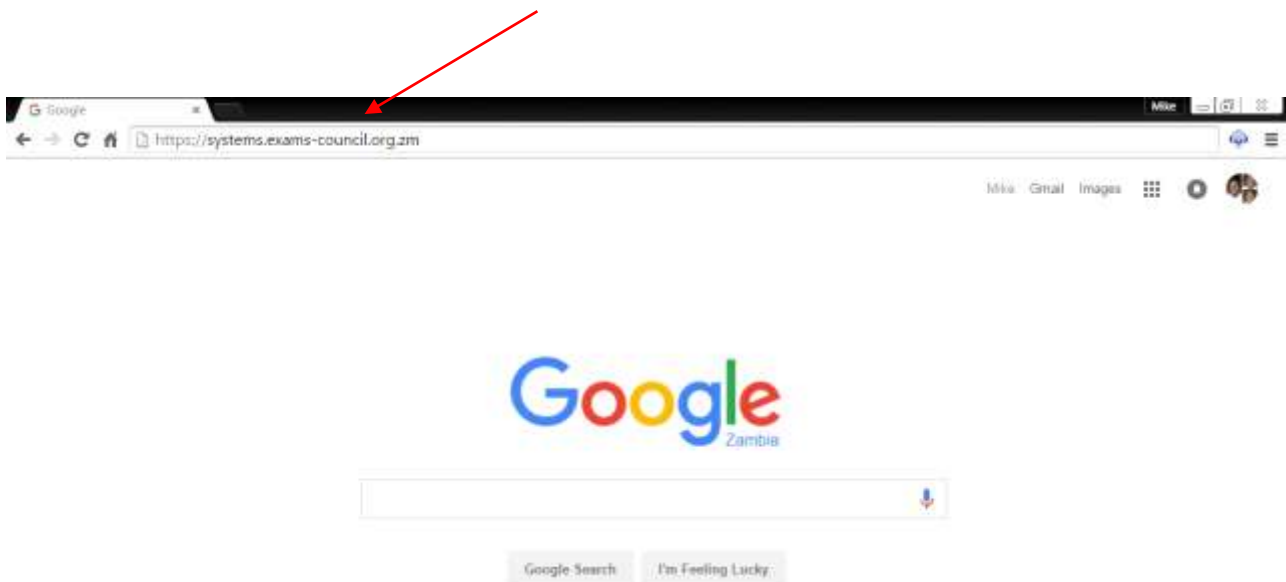 Google
Mike
https://systems.exams-council.org.zm
Mike Gmail Images
Google
Zambia
Google Search I'm Feeling Lucky